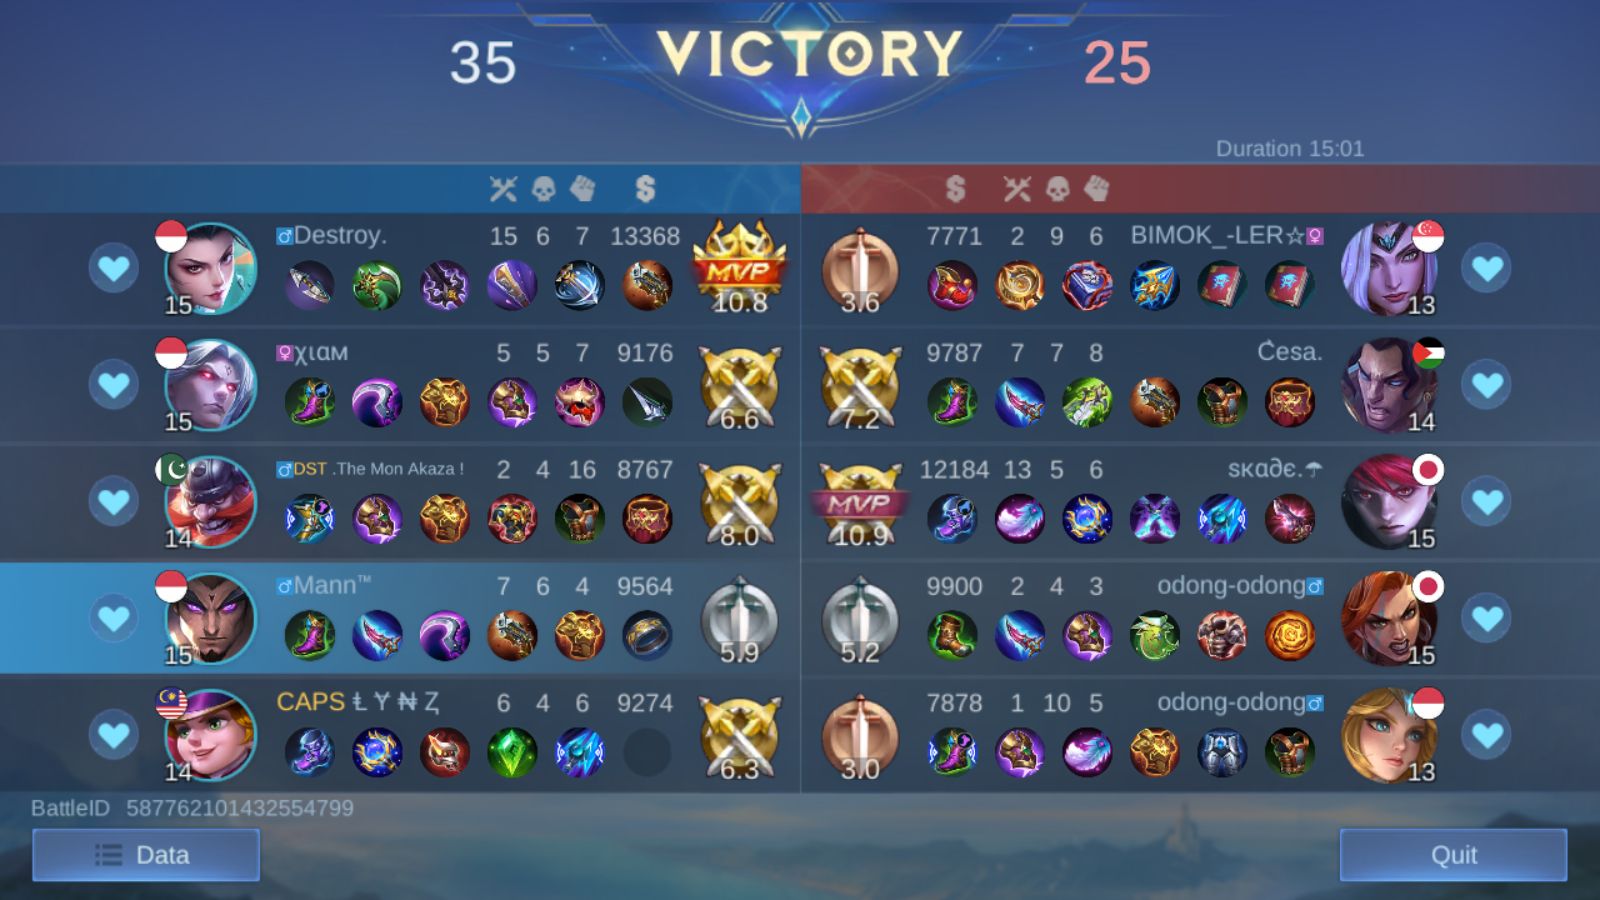 35 VICTORY 25
Duration 15:01
Destroy. 15 6 7 13368 MVP 10.8
15
3.6 7771 2 9 6 BIMOK_-LER☆
13
χιαм 5 5 7 9176 6.6
15
7.2 9787 7 7 8 Cesa.
14
DST .The Mon Akaza ! 2 4 16 8767 8.0
14
MVP 10.9 12184 13 5 6 ѕкα∂є.☂
15
Mann™ 7 6 4 9564 5.9
15
5.2 9900 2 4 3 odong-odong
15
CAPS Ł Ɏ ₦ Ⱬ 6 4 6 9274 6.3
14
3.0 7878 1 10 5 odong-odong
13
BattleID 587762101432554799
Data
Quit